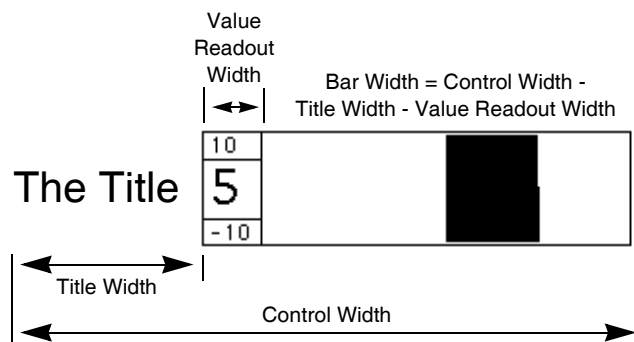 Value
Readout
Width
Bar Width = Control Width -
Title Width - Value Readout Width
10
The Title
5
-10
Title Width
Control Width